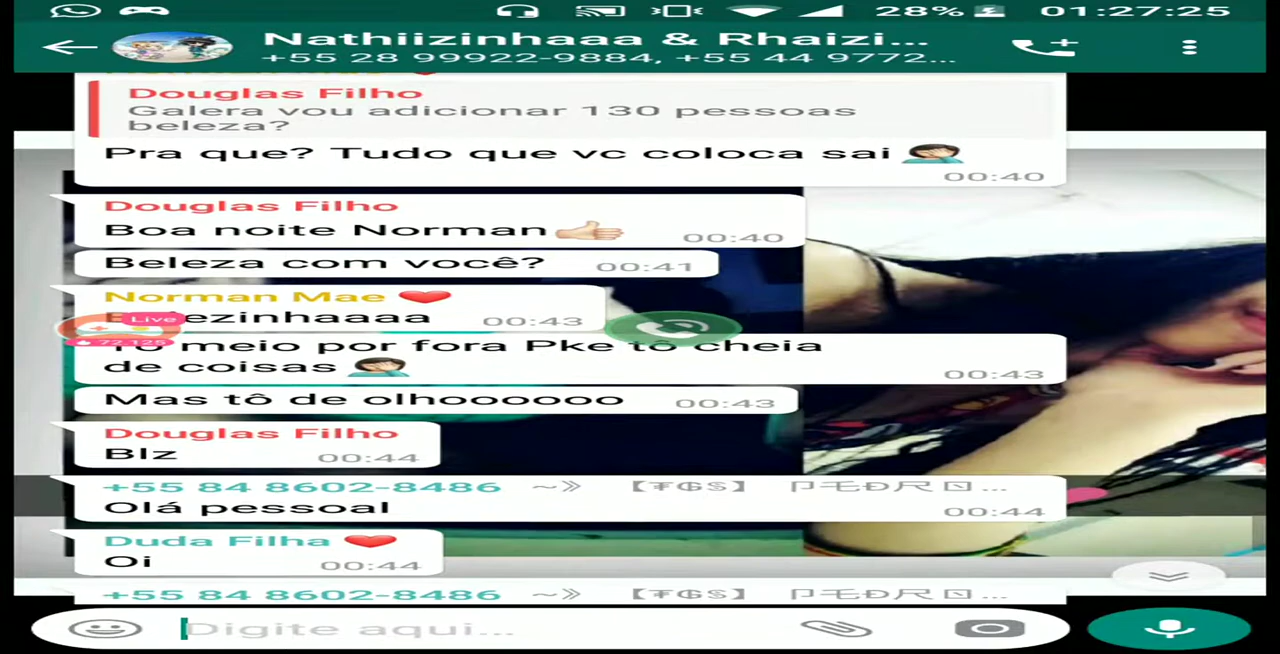 28% 01:27:25
Nathiizinhaaa & Rhaizi...
+55 28 99922-9884, +55 44 9772...
Douglas Filho
Galera vou adicionar 130 pessoas
beleza?
Pra que? Tudo que vc coloca sai
00:40
Douglas Filho
Boa noite Norman 00:40
Beleza com você? 00:41
Norman Mae
00:43
Live
72.125
Tô meio por fora Pke tô cheia
de coisas 00:43
Mas tô de olhoooooo 00:43
Douglas Filho
Blz 00:44
+55 84 8602-8486 ~》 【₮₲$】
Olá pessoal 00:44
Duda Filha
Oi 00:44
+55 84 8602-8486 ~》 【₮₲$】
Digite aqui...